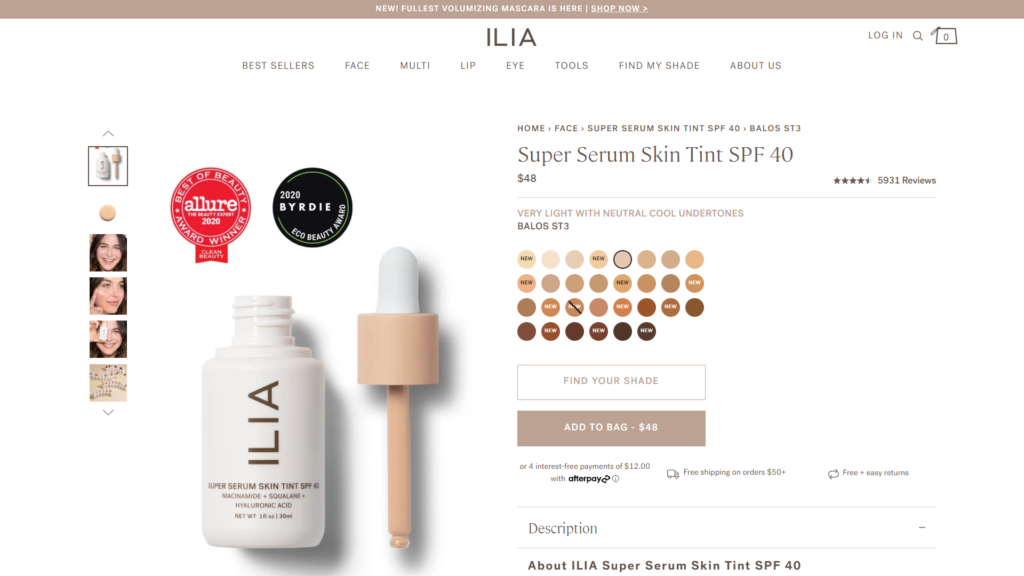 NEW! FULLEST VOLUMIZING MASCARA IS HERE | SHOP NOW >
ILIA
LOG IN
0
BEST SELLERS FACE MULTI LIP EYE TOOLS FIND MY SHADE ABOUT US
HOME › FACE › SUPER SERUM SKIN TINT SPF 40 › BALOS ST3
Super Serum Skin Tint SPF 40
$48
5931 Reviews
VERY LIGHT WITH NEUTRAL COOL UNDERTONES
BALOS ST3
NEW NEW
NEW NEW NEW
NEW NEW NEW NEW
NEW NEW NEW
FIND YOUR SHADE
ADD TO BAG - $48
or 4 interest-free payments of $12.00
with afterpay
Free shipping on orders $50+
Free + easy returns
Description
About ILIA Super Serum Skin Tint SPF 40
BEST OF BEAUTY
allure
THE BEAUTY EXPERT
2020
AWARD WINNER
CLEAN
BEAUTY
2020
BYRDIE
ECO BEAUTY AWARD
ILIA
SUPER SERUM SKIN TINT SPF 40
NIACINAMIDE + SQUALANE +
HYALURONIC ACID
NET WT 1fl oz | 30ml